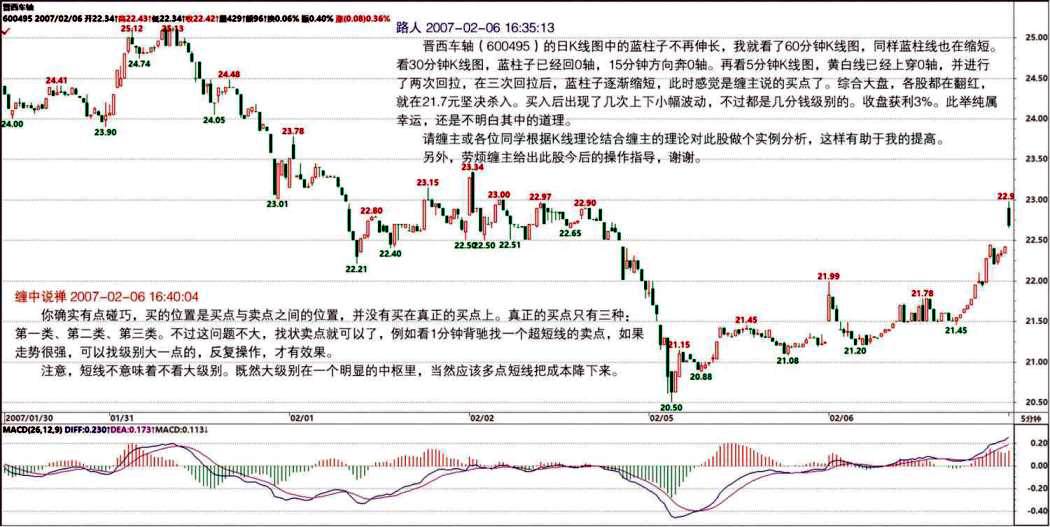 晋西车轴
600495 2007/02/06 开22.34↑高22.43↑低22.34↑收22.42↑量429↑额96↑换0.06% 振0.40% 涨(0.08)0.36%
路人 2007-02-06 16:35:13
晋西车轴（600495）的日K线图中的蓝柱子不再伸长，我就看了60分钟K线图，同样蓝柱线也在缩短。
看30分钟K线图，蓝柱子已经回0轴，15分钟方向奔0轴。再看5分钟K线图，黄白线已经上穿0轴，并进行
了两次回拉，在三次回拉后，蓝柱子逐渐缩短，此时感觉是缠主说的买点了。综合大盘，各股都在翻红，
就在21.7元坚决杀入。买入后出现了几次上下小幅波动，不过都是几分钱级别的。收盘获利3%。此举纯属
幸运，还是不明白其中的道理。
请缠主或各位同学根据K线理论结合缠主的理论对此股做个实例分析，这样有助于我的提高。
另外，劳烦缠主给出此股今后的操作指导，谢谢。
25.12
25.13
24.74
24.41
24.48
24.05
24.00
23.90
23.78
23.01
22.80
22.21
22.40
23.15
23.34
22.50
22.50
23.00
22.51
22.97
22.65
22.90
22.9
21.99
21.78
21.45
21.45
21.20
21.08
21.15
20.88
20.50
25.00
24.50
24.00
23.50
23.00
22.50
22.00
21.50
21.00
20.50
缠中说禅 2007-02-06 16:40:04
你确实有点碰巧，买的位置是买点与卖点之间的位置，并没有买在真正的买点上。真正的买点只有三种：
第一类、第二类、第三类。不过这问题不大，找状卖点就可以了，例如看1分钟背驰找一个超短线的卖点，如果
走势很强，可以找级别大一点的，反复操作，才有效果。
注意，短线不意味着不看大级别。既然大级别在一个明显的中枢里，当然应该多点短线把成本降下来。
2007/01/30 01/31 02/01 02/02 02/05 02/06 5分钟
MACD(26,12,9) DIFF:0.230↑DEA:0.173↑MACD:0.113↓
0.20
0.00
-0.20
-0.40